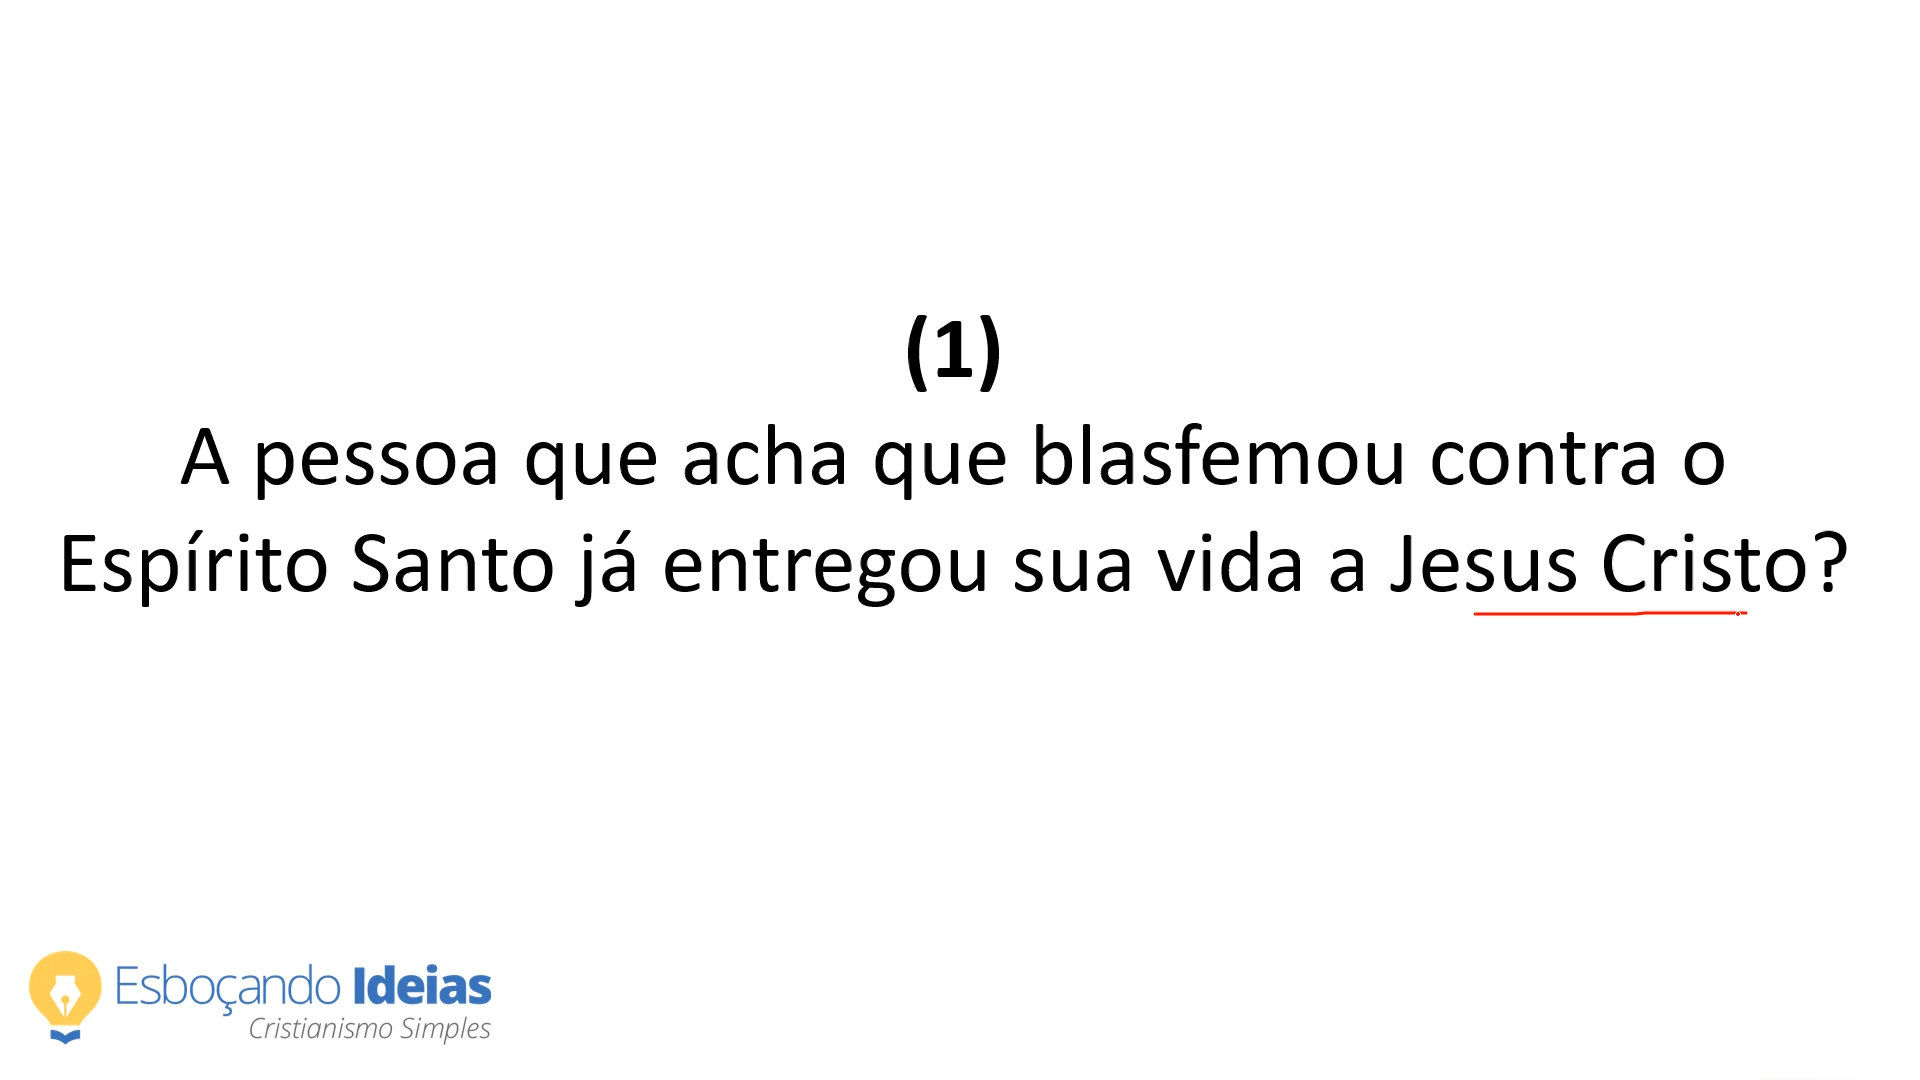 (1)
A pessoa que acha que blasfemou contra o
Espírito Santo já entregou sua vida a Jesus Cristo?
Esboçando Ideias
Cristianismo Simples